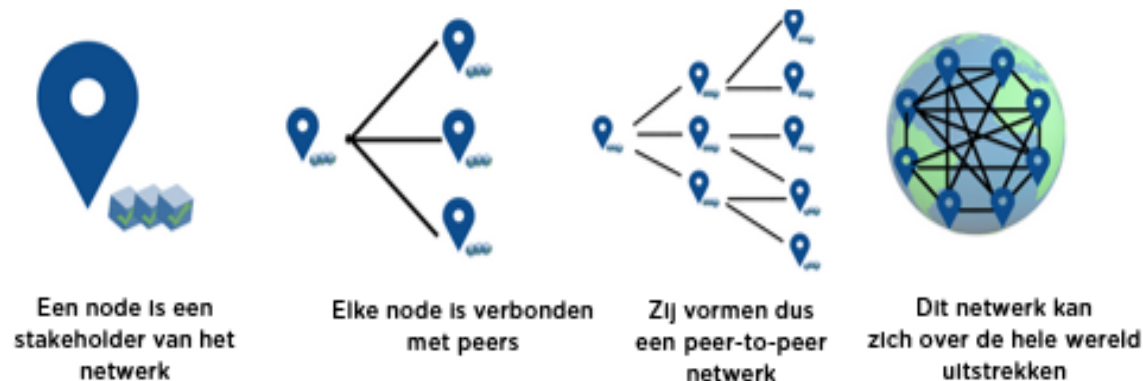 Een node is een
stakeholder van het
netwerk
Elke node is verbonden
met peers
Zij vormen dus
een peer-to-peer
netwerk
Dit netwerk kan
zich over de hele wereld
uitstrekken